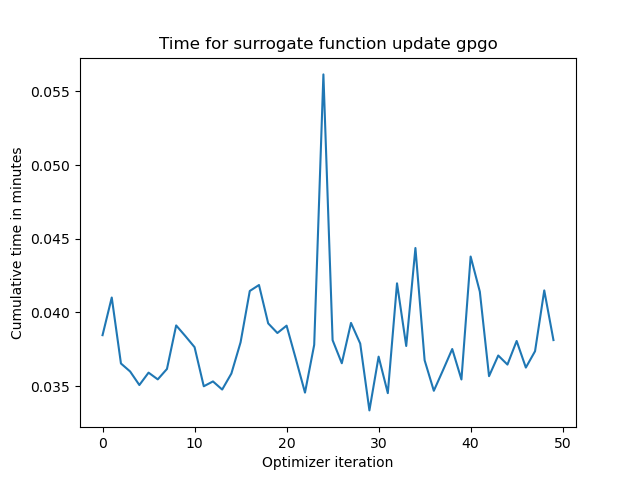 Time for surrogate function update gpgo
Cumulative time in minutes
0.055
0.050
0.045
0.040
0.035
0 10 20 30 40 50
Optimizer iteration